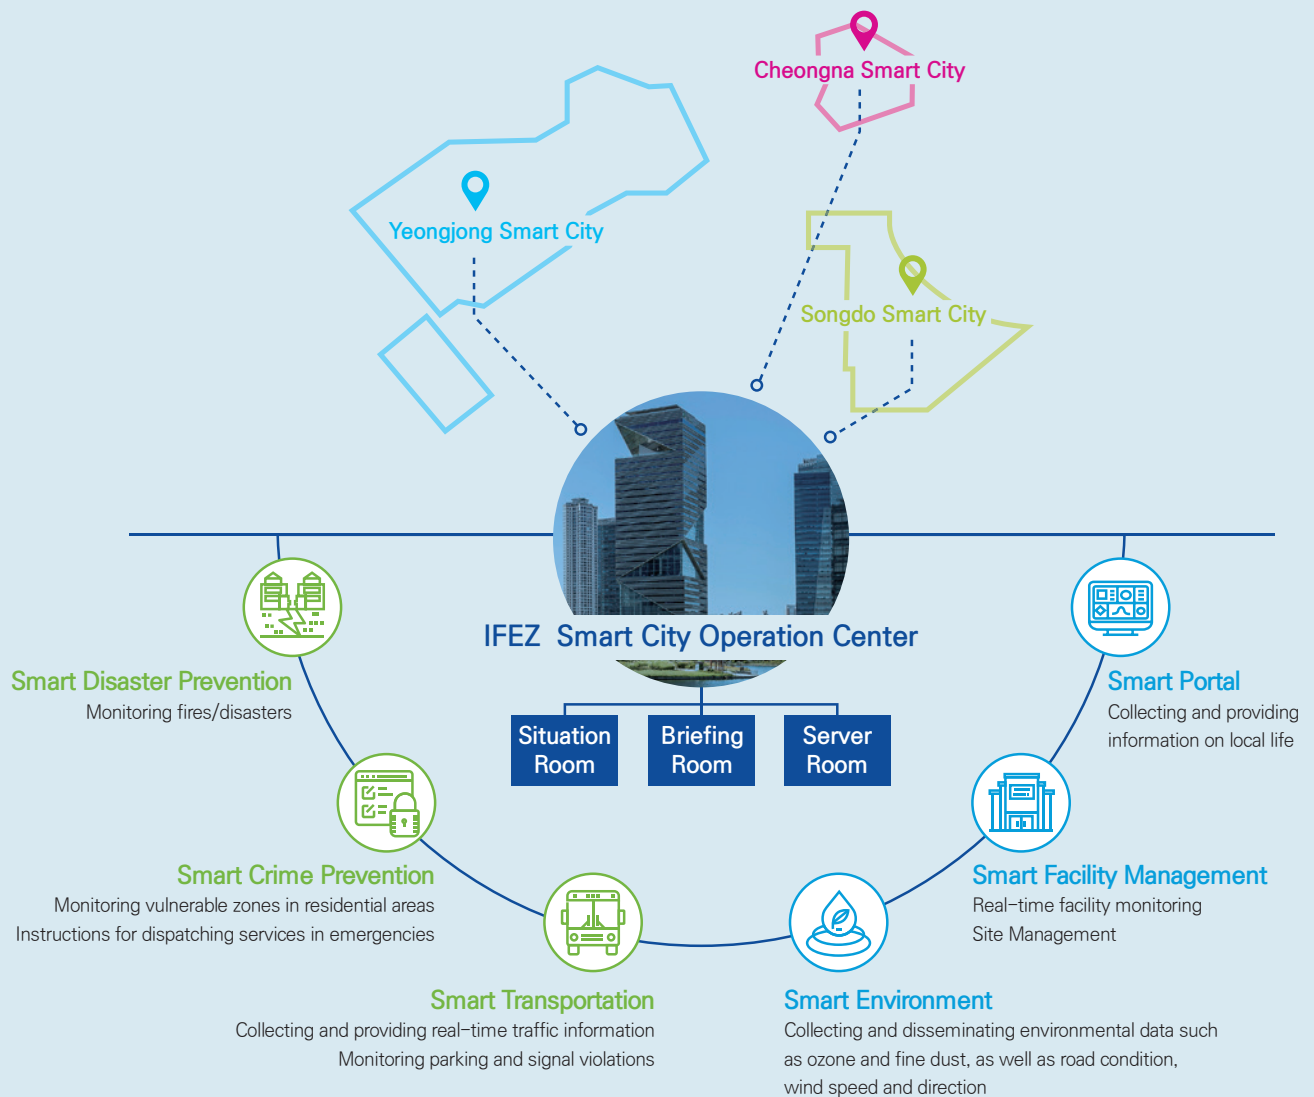 Cheongna Smart City
Yeongjong Smart City
Songdo Smart City
IFEZ Smart City Operation Center
Situation
Room
Briefing
Room
Server
Room
Smart Disaster Prevention
Monitoring fires/disasters
Smart Crime Prevention
Monitoring vulnerable zones in residential areas
Instructions for dispatching services in emergencies
Smart Transportation
Collecting and providing real-time traffic information
Monitoring parking and signal violations
Smart Environment
Collecting and disseminating environmental data such
as ozone and fine dust, as well as road condition,
wind speed and direction
Smart Facility Management
Real-time facility monitoring
Site Management
Smart Portal
Collecting and providing
information on local life